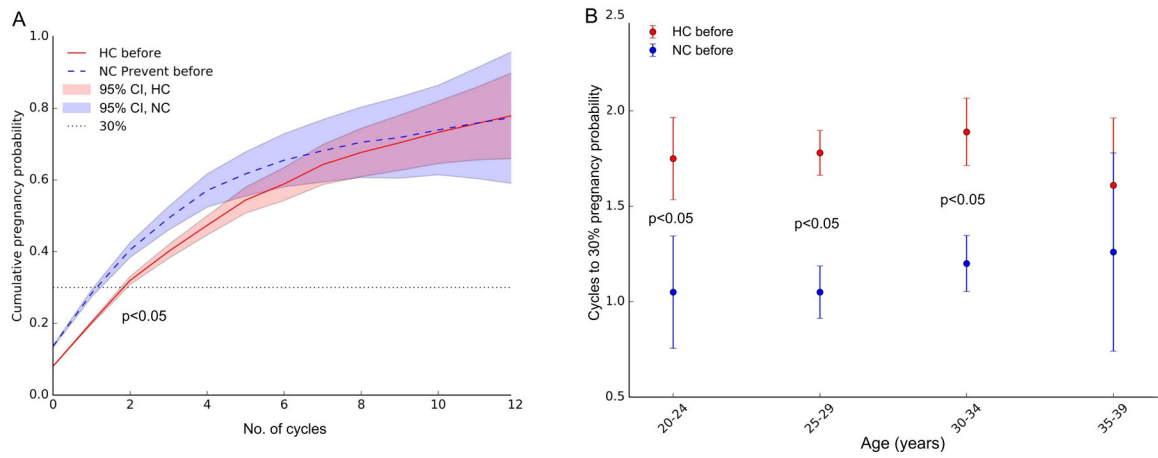 A
1.0
0.8
0.6
0.4
0.2
0.0
Cumulative pregnancy probability
HC before
NC Prevent before
95% CI, HC
95% CI, NC
30%
p<0.05
0
2
4
6
8
10
12
No. of cycles
B
2.5
2.0
1.5
1.0
0.5
Cycles to 30% pregnancy probability
HC before
NC before
p<0.05
p<0.05
p<0.05
20-24
25-29
30-34
35-39
Age (years)